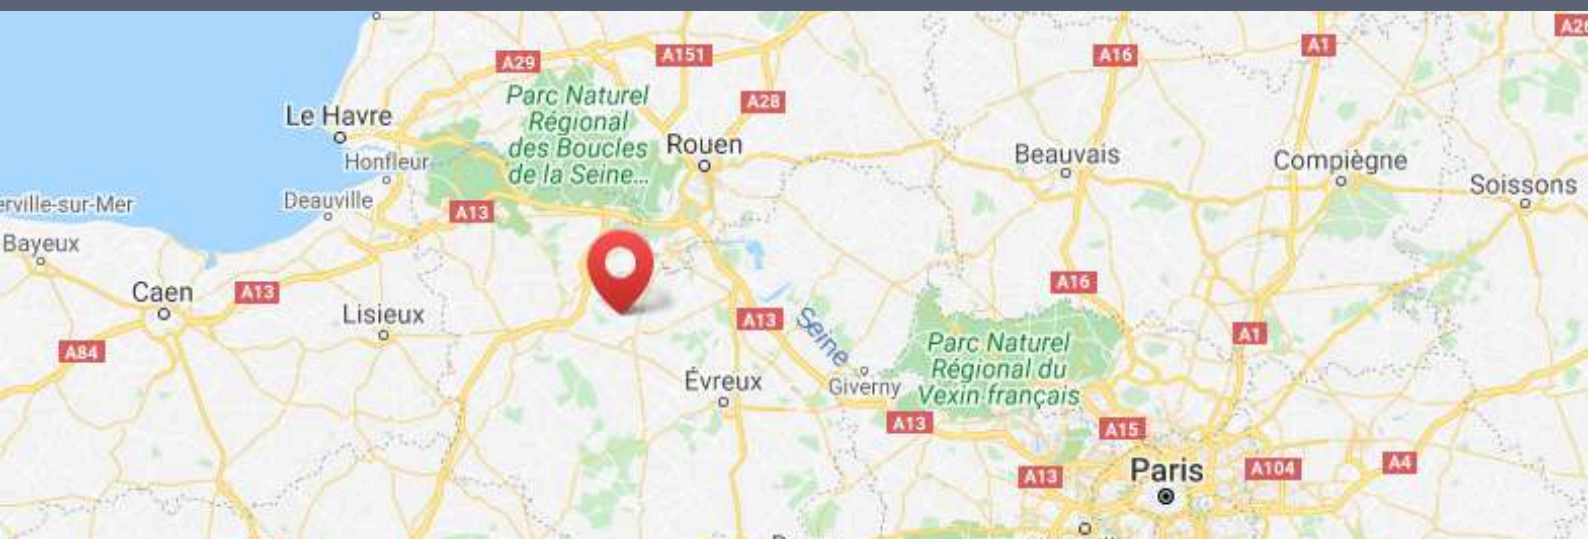 A26
A29
A151
A16
A1
Parc Naturel
Régional
des Boucles
de la Seine...
A28
Le Havre
Rouen
Honfleur
Beauvais
Compiègne
Soissons
Deauville
erville-sur-Mer
A13
Bayeux
Caen
A13
A16
Lisieux
A13
Seine
A1
A84
Parc Naturel
Régional du
Vexin français
Évreux
Giverny
A13
A15
Paris
A13
A104
A4